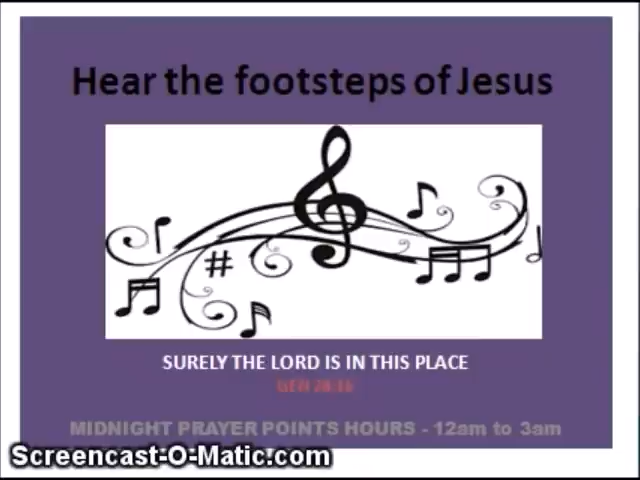 Hear the footsteps of Jesus
#
SURELY THE LORD IS IN THIS PLACE
MIDNIGHT PRAYER POINTS HOURS - 12am to 3am
Screencast-O-Matic.com